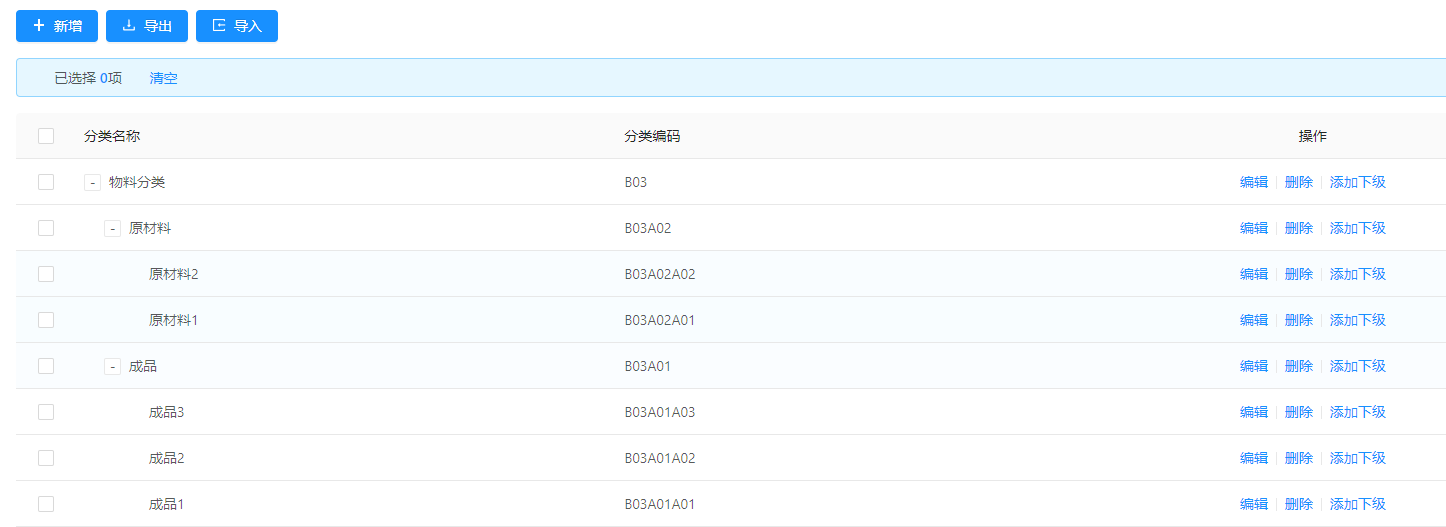 新增 导出 导入
已选择 0项 清空
分类名称 分类编码 操作
- 物料分类 B03 编辑 删除 添加下级
- 原材料 B03A02 编辑 删除 添加下级
原材料2 B03A02A02 编辑 删除 添加下级
原材料1 B03A02A01 编辑 删除 添加下级
- 成品 B03A01 编辑 删除 添加下级
成品3 B03A01A03 编辑 删除 添加下级
成品2 B03A01A02 编辑 删除 添加下级
成品1 B03A01A01 编辑 删除 添加下级